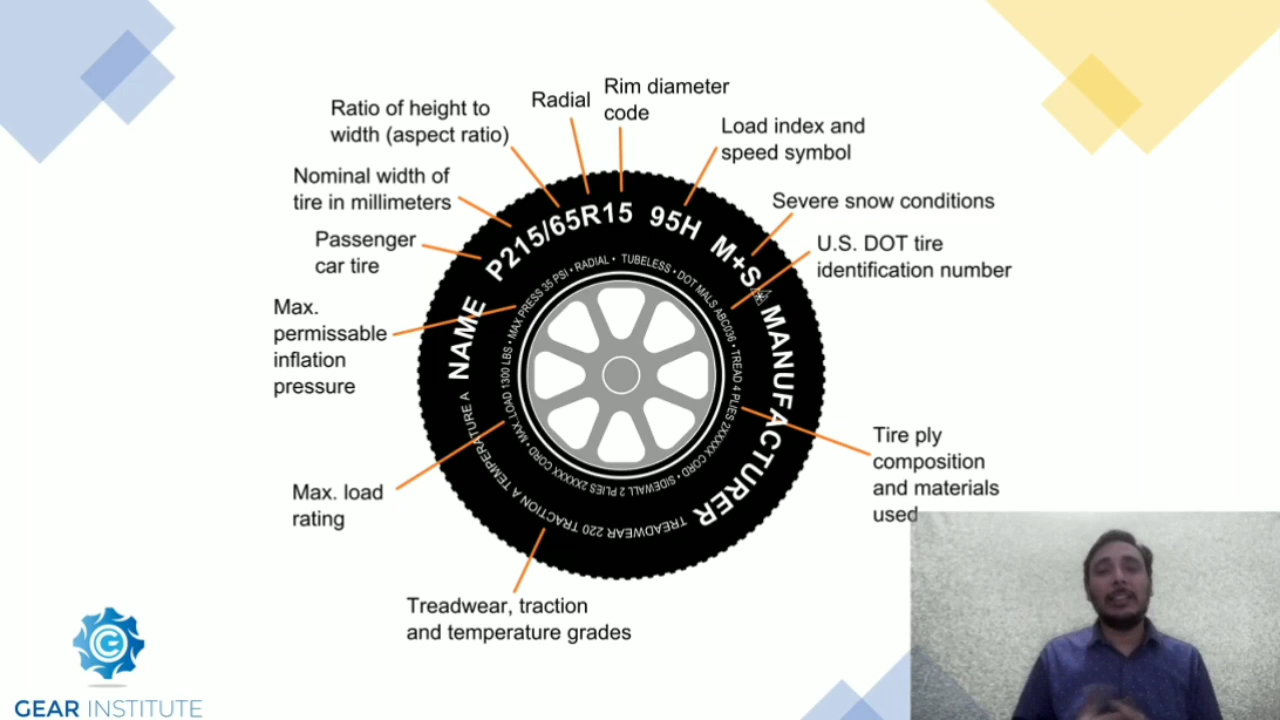 Rim diameter
code
Radial
Ratio of height to
width (aspect ratio)
Load index and
speed symbol
Nominal width of
tire in millimeters
Severe snow conditions
Passenger
car tire
U.S. DOT tire
identification number
Max.
permissable
inflation
pressure
Tire ply
composition
and materials
used
Max. load
rating
Treadwear, traction
and temperature grades
NAME P215/65R15 95H M+S MANUFACTURER
TREADWEAR 220 TRACTION A TEMPERATURE A
MAX LOAD 1300 LBS • MAX PRESS 35 PSI • RADIAL • TUBELESS • DOT MALS ABC036 • TREAD 4 PLIES 2XXXXX CORD • SIDEWALL 2 PLIES 2XXXXX CORD •
G
GEAR INSTITUTE